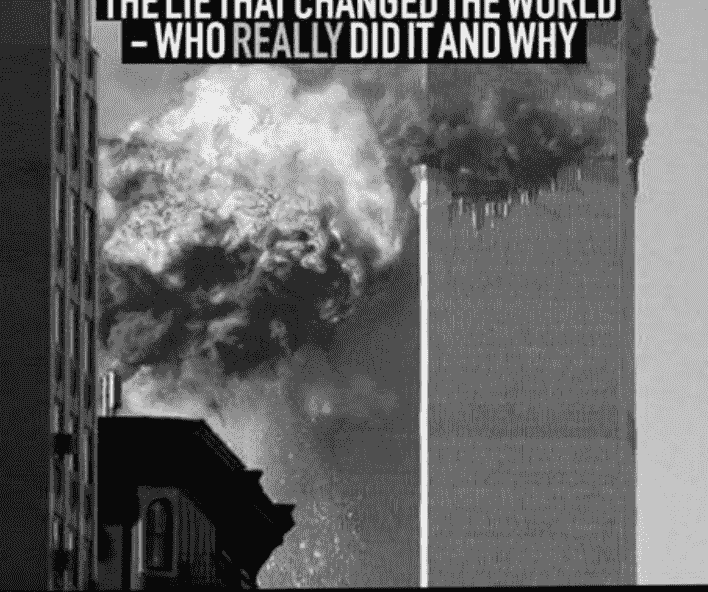 THE LIE THAT CHANGED THE WORLD
– WHO REALLY DID IT AND WHY